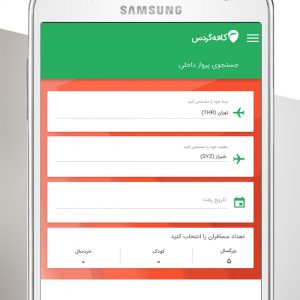 SAMSUNG
کافه‌گردس
جستجوی پرواز داخلی
مبدا خود را مشخص کنید
تهران (THR)
مقصد خود را مشخص کنید
شیراز (SYZ)
تاریخ رفت
تعداد مسافران را انتخاب کنید
بزرگسال کودک خردسال
۵ ۰ ۰